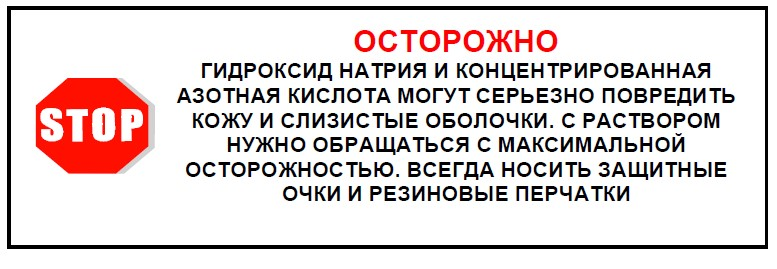 ОСТОРОЖНО
ГИДРОКСИД НАТРИЯ И КОНЦЕНТРИРОВАННАЯ
АЗОТНАЯ КИСЛОТА МОГУТ СЕРЬЕЗНО ПОВРЕДИТЬ
STOP
КОЖУ И СЛИЗИСТЫЕ ОБОЛОЧКИ. С РАСТВОРОМ
НУЖНО ОБРАЩАТЬСЯ С МАКСИМАЛЬНОЙ
ОСТОРОЖНОСТЬЮ. ВСЕГДА НОСИТЬ ЗАЩИТНЫЕ
ОЧКИ И РЕЗИНОВЫЕ ПЕРЧАТКИ